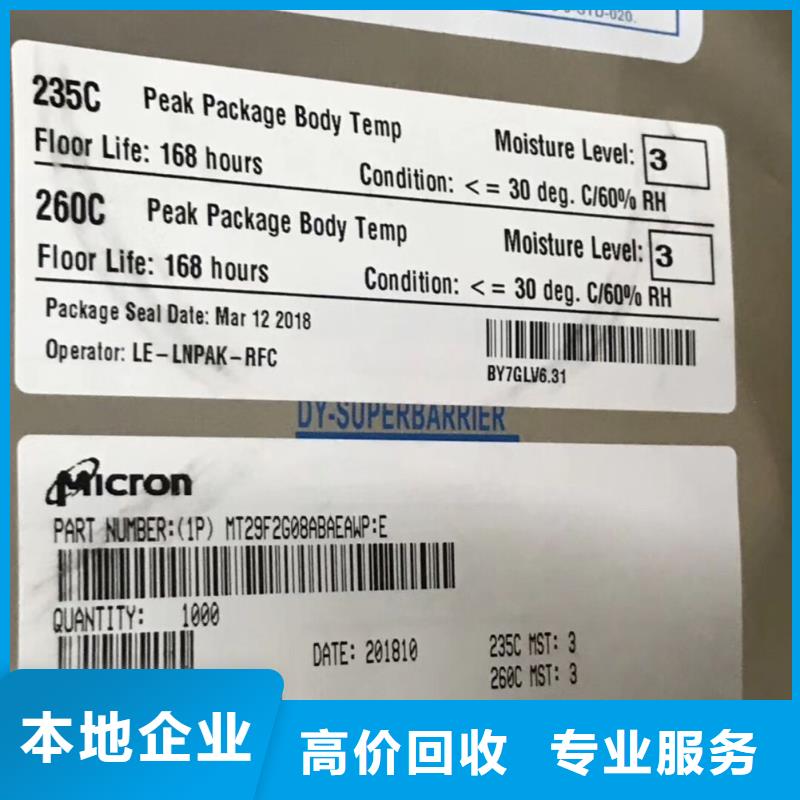 235C Peak Package Body Temp Moisture Level: 3
Floor Life: 168 hours Condition: < = 30 deg. C/60% RH
260C Peak Package Body Temp Moisture Level: 3
Floor Life: 168 hours Condition: < = 30 deg. C/60% RH
Package Seal Date: Mar 12 2018
Operator: LE-LNPAK-RFC
BY7GLV6.31
DY-SUPERBARRIER
Micron
PART NUMBER:(1P) MT29F2G08ABAEAWP:E
QUANTITY: 1000
DATE: 201810
235C MST: 3
260C MST: 3
本地企业 高价回收 专业服务